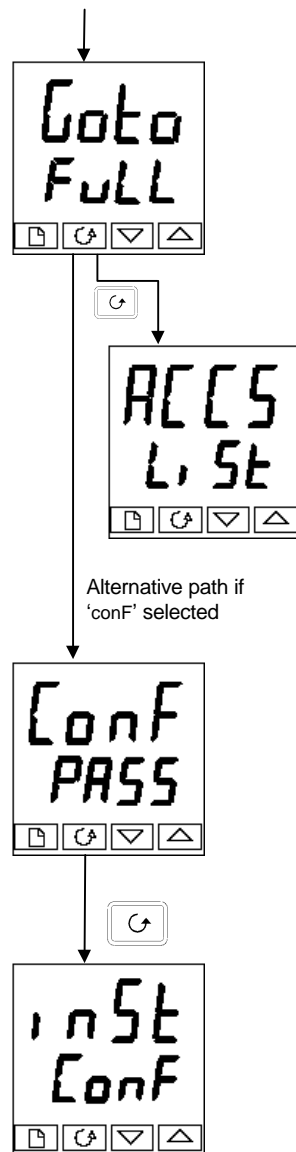 Goto
FuLL
ACCS
LiSt
Alternative path if
‘conF’ selected
ConF
PASS
inSt
ConF